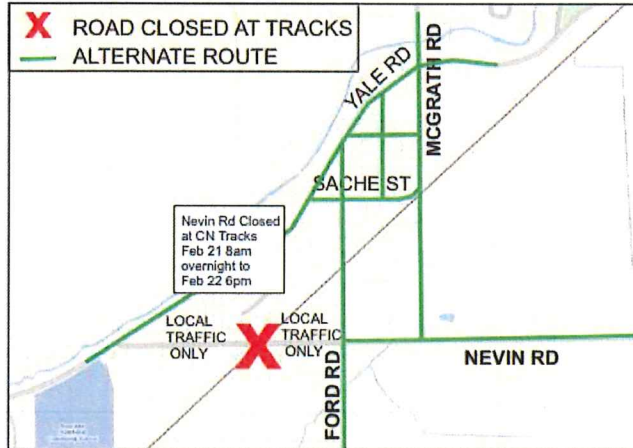 X ROAD CLOSED AT TRACKS
ALTERNATE ROUTE
YALE RD
MCGRATH RD
SACHE ST
Nevin Rd Closed
at CN Tracks
Feb 21 8am
overnight to
Feb 22 6pm
LOCAL
TRAFFIC
ONLY
LOCAL
TRAFFIC
ONLY
X
NEVIN RD
FORD RD